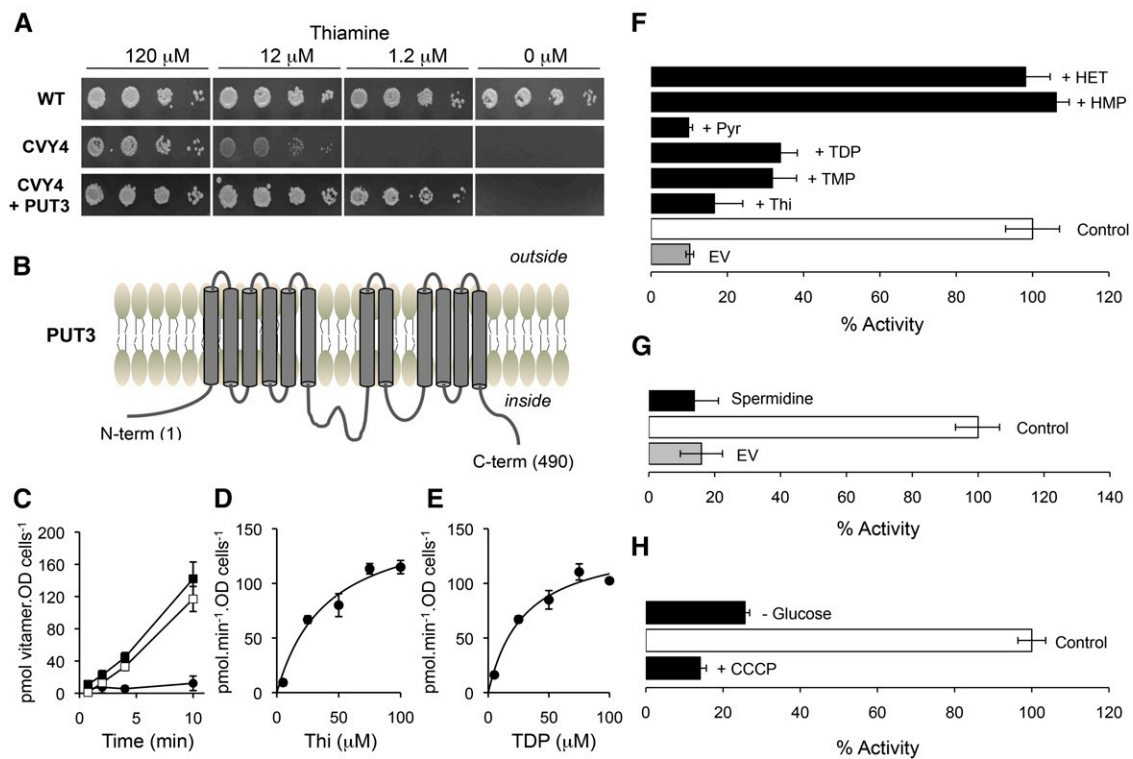 A
Thiamine
120 μM 12 μM 1.2 μM 0 μM
WT
CVY4
CVY4
+ PUT3
B
outside
PUT3
inside
N-term (1)
C-term (490)
C
pmol vitamer.OD cells-1
200
160
120
80
40
0
0 5 10
Time (min)
D
pmol.min-1.OD cells-1
150
100
50
0
0 50 100
Thi (μM)
E
pmol.min-1.OD cells-1
150
100
50
0
0 50 100
TDP (μM)
F
+ HET
+ HMP
+ Pyr
+ TDP
+ TMP
+ Thi
Control
EV
0 20 40 60 80 100 120
% Activity
G
Spermidine
Control
EV
0 20 40 60 80 100 120 140
% Activity
H
- Glucose
Control
+ CCCP
0 20 40 60 80 100 120
% Activity